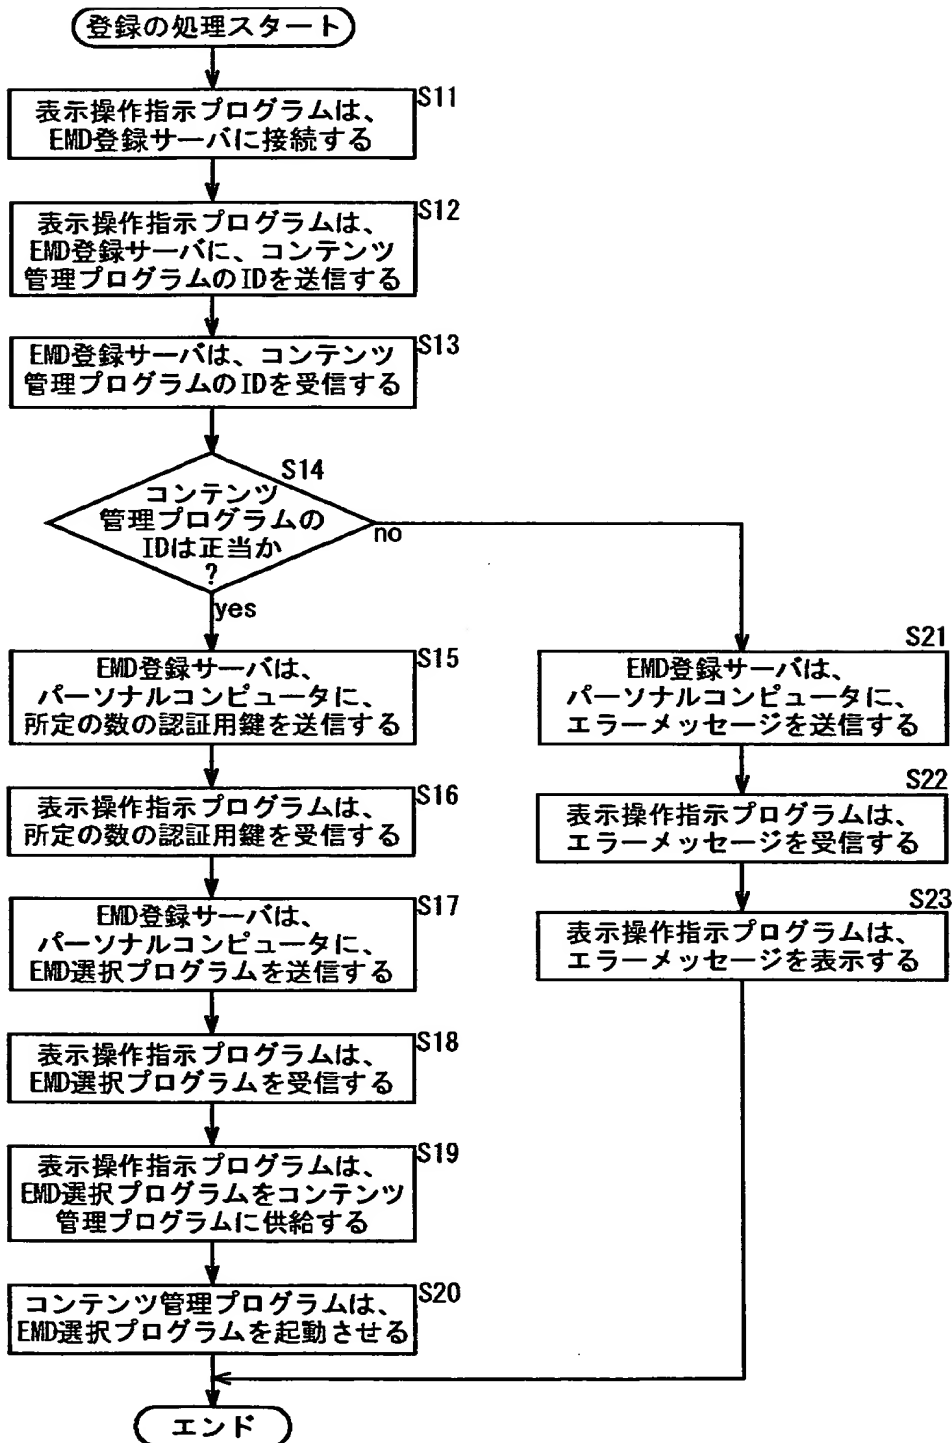 登録の処理スタート
S11
表示操作指示プログラムは、
EMD登録サーバに接続する
S12
表示操作指示プログラムは、
EMD登録サーバに、コンテンツ
管理プログラムのIDを送信する
S13
EMD登録サーバは、コンテンツ
管理プログラムのIDを受信する
S14
コンテンツ
管理プログラムの
IDは正当か
?
no
yes
S15
EMD登録サーバは、
パーソナルコンピュータに、
所定の数の認証用鍵を送信する
S16
表示操作指示プログラムは、
所定の数の認証用鍵を受信する
S17
EMD登録サーバは、
パーソナルコンピュータに、
EMD選択プログラムを送信する
S18
表示操作指示プログラムは、
EMD選択プログラムを受信する
S19
表示操作指示プログラムは、
EMD選択プログラムをコンテンツ
管理プログラムに供給する
S20
コンテンツ管理プログラムは、
EMD選択プログラムを起動させる
S21
EMD登録サーバは、
パーソナルコンピュータに、
エラーメッセージを送信する
S22
表示操作指示プログラムは、
エラーメッセージを受信する
S23
表示操作指示プログラムは、
エラーメッセージを表示する
エンド